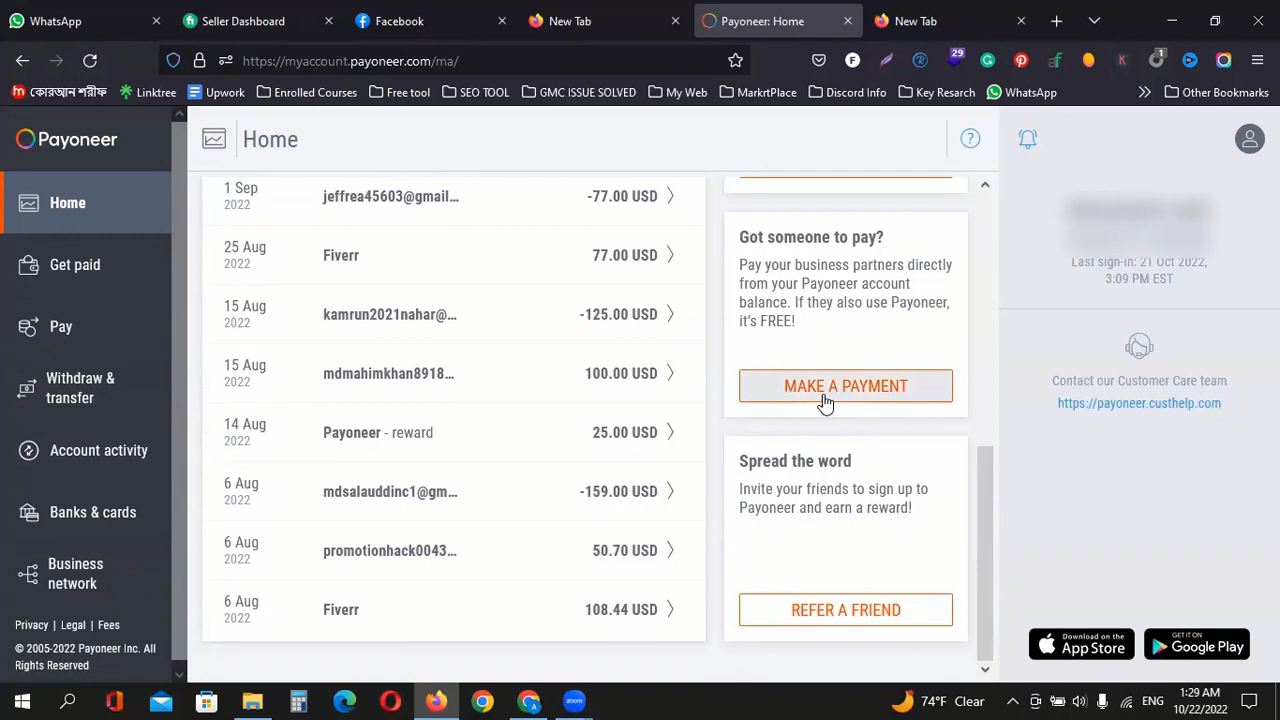 WhatsApp
Seller Dashboard
Facebook
New Tab
Payoneer: Home
New Tab
https://myaccount.payoneer.com/ma/
29
1
কোরআন শরীফ
Linktree
Upwork
Enrolled Courses
Free tool
SEO TOOL
GMC ISSUE SOLVED
My Web
MarkrtPlace
Discord Info
Key Resarch
WhatsApp
Other Bookmarks
Payoneer
Home
Get paid
Pay
Withdraw &
transfer
Account activity
Banks & cards
Business
network
Privacy | Legal | Fees
© 2005-2022 Payoneer Inc. All
Rights Reserved
Home
1 Sep
2022
jeffrea45603@gmail...
-77.00 USD
25 Aug
2022
Fiverr
77.00 USD
15 Aug
2022
kamrun2021nahar@...
-125.00 USD
15 Aug
2022
mdmahimkhan8918...
100.00 USD
14 Aug
2022
Payoneer - reward
25.00 USD
6 Aug
2022
mdsalauddinc1@gm...
-159.00 USD
6 Aug
2022
promotionhack0043...
50.70 USD
6 Aug
2022
Fiverr
108.44 USD
Got someone to pay?
Pay your business partners directly
from your Payoneer account
balance. If they also use Payoneer,
it's FREE!
MAKE A PAYMENT
Spread the word
Invite your friends to sign up to
Payoneer and earn a reward!
REFER A FRIEND
Last sign-in: 21 Oct 2022,
3:09 PM EST
Contact our Customer Care team
https://payoneer.custhelp.com
Download on the
App Store
GET IT ON
Google Play
zoom
74°F Clear
ENG
1:29 AM
10/22/2022